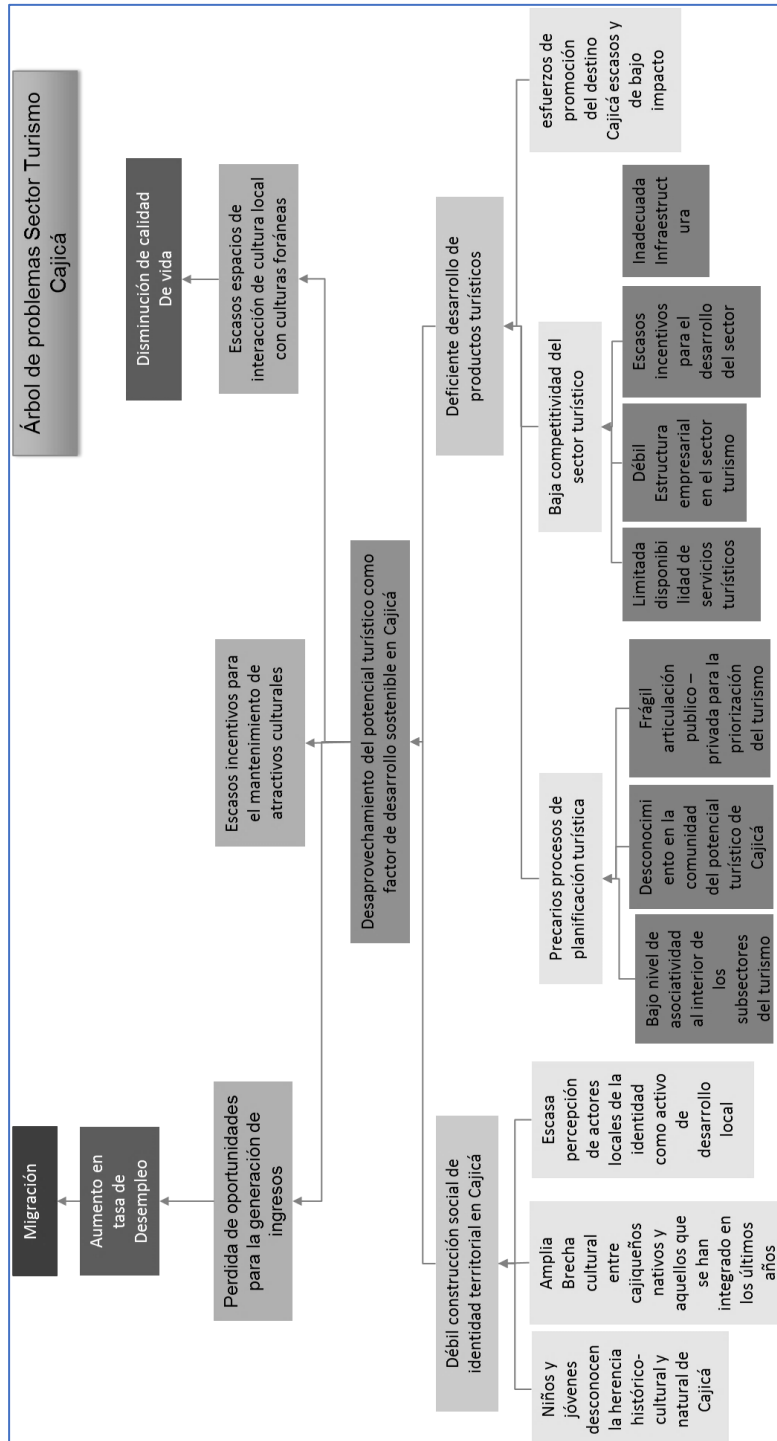 Árbol de problemas Sector Turismo
Cajicá
Migración
Aumento en
tasa de
Desempleo
Disminución de calidad
De vida
Perdida de oportunidades
para la generación de
ingresos
Escasos incentivos para
el mantenimiento de
atractivos culturales
Escasos espacios de
interacción de cultura local
con culturas foráneas
Desaprovechamiento del potencial turístico como
factor de desarrollo sostenible en Cajicá
Débil construcción social de
identidad territorial en Cajicá
Deficiente desarrollo de
productos turísticos
Niños y
jóvenes
desconocen
la herencia
histórico-
cultural y
natural de
Cajicá
Amplia
Brecha
cultural
entre
cajiqueños
nativos y
aquellos que
se han
integrado en
los últimos
años
Escasa
percepción
de actores
locales de la
identidad
como activo
de
desarrollo
local
Precarios procesos de
planificación turística
Baja competitividad del
sector turístico
esfuerzos de
promoción
del destino
Cajicá escasos y
de bajo
impacto
Bajo nivel de
asociatividad
al interior de
los
subsectores
del turismo
Desconocimi
ento en la
comunidad
del potencial
turístico de
Cajicá
Frágil
articulación
publico –
privada para la
priorización
del turismo
Limitada
disponibi
lidad de
servicios
turísticos
Débil
Estructura
empresarial
en el sector
turismo
Escasos
incentivos
para el
desarrollo
del sector
Inadecuada
Infraestruct
ura